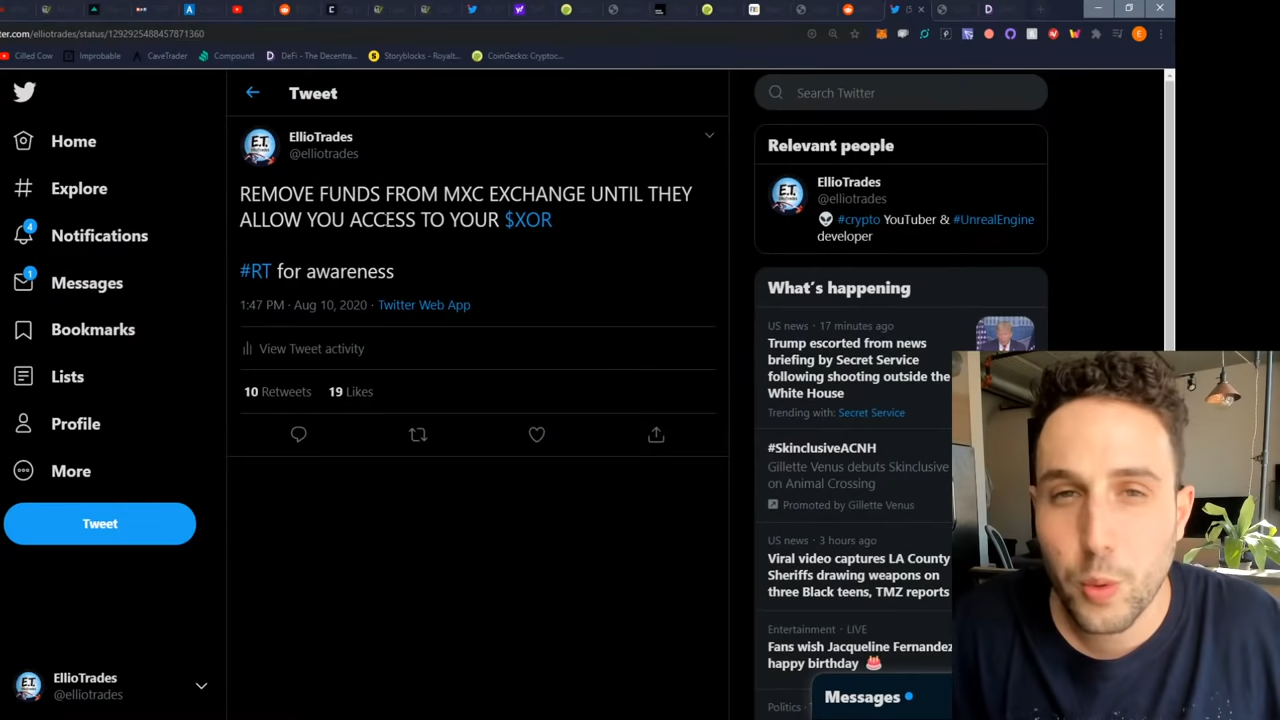 ter.com/elliotrades/status/1292925488457871360
Gilled Cow
Improbable
CaveTrader
Compound
DeFi - The Decentra...
Storyblocks - Royalt...
CoinGecko: Cryptoc...
Tweet
Search Twitter
Home
Explore
4
Notifications
1
Messages
Bookmarks
Lists
Profile
More
Tweet
EllioTrades
@elliotrades
EllioTrades
@elliotrades
REMOVE FUNDS FROM MXC EXCHANGE UNTIL THEY
ALLOW YOU ACCESS TO YOUR $XOR
#RT for awareness
1:47 PM · Aug 10, 2020 · Twitter Web App
View Tweet activity
10 Retweets 19 Likes
Relevant people
EllioTrades
@elliotrades
#crypto YouTuber & #UnrealEngine
developer
What's happening
US news · 17 minutes ago
Trump escorted from news
briefing by Secret Service
following shooting outside the
White House
Trending with: Secret Service
#SkinclusiveACNH
Gillette Venus debuts Skinclusive
on Animal Crossing
Promoted by Gillette Venus
US news · 3 hours ago
Viral video captures LA County
Sheriffs drawing weapons on
three Black teens, TMZ reports
Entertainment · LIVE
Fans wish Jacqueline Fernandez
happy birthday
Politics ·
Messages